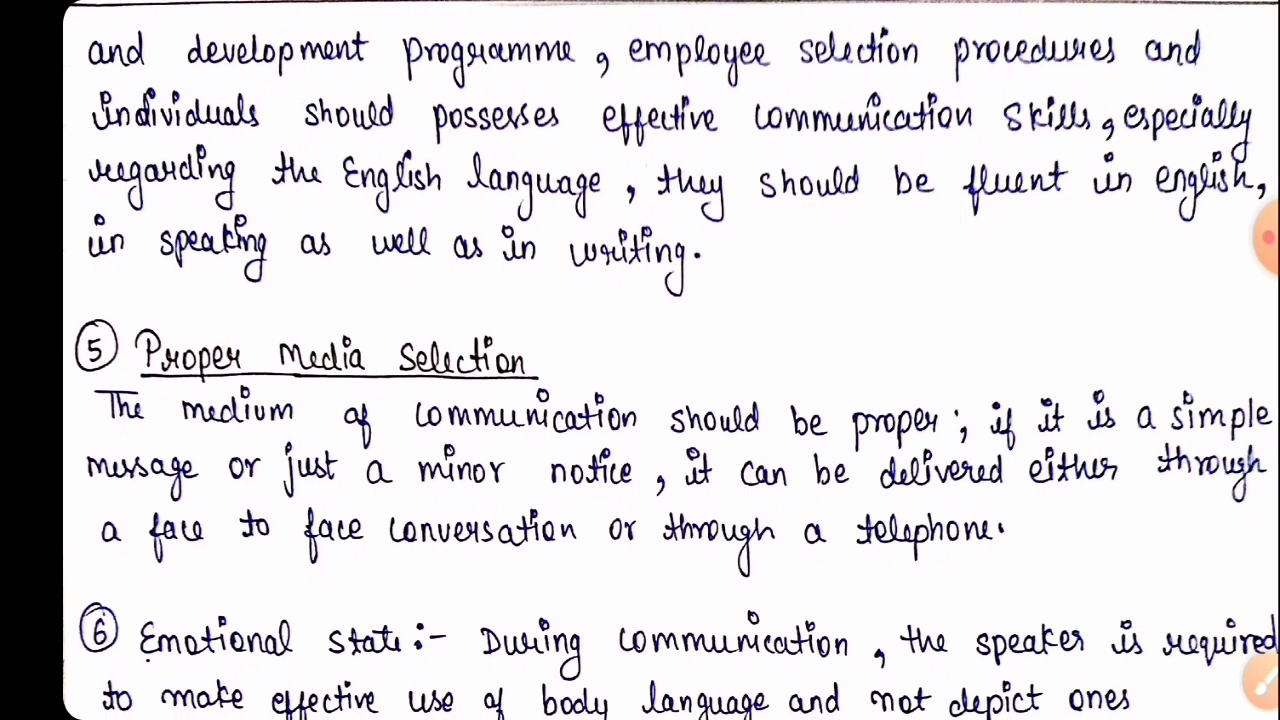 and development programme, employee selection procedures and
individuals should possesses effective communication skills, especially
regarding the English language, they should be fluent in english,
in speaking as well as in writing.
⑤ Proper Media Selection
The medium of communication should be proper; if it is a simple
message or just a minor notice, it can be delivered either through
a face to face conversation or through a telephone.
⑥ Emotional state:- During communication, the speaker is required
to make effective use of body language and not depict ones